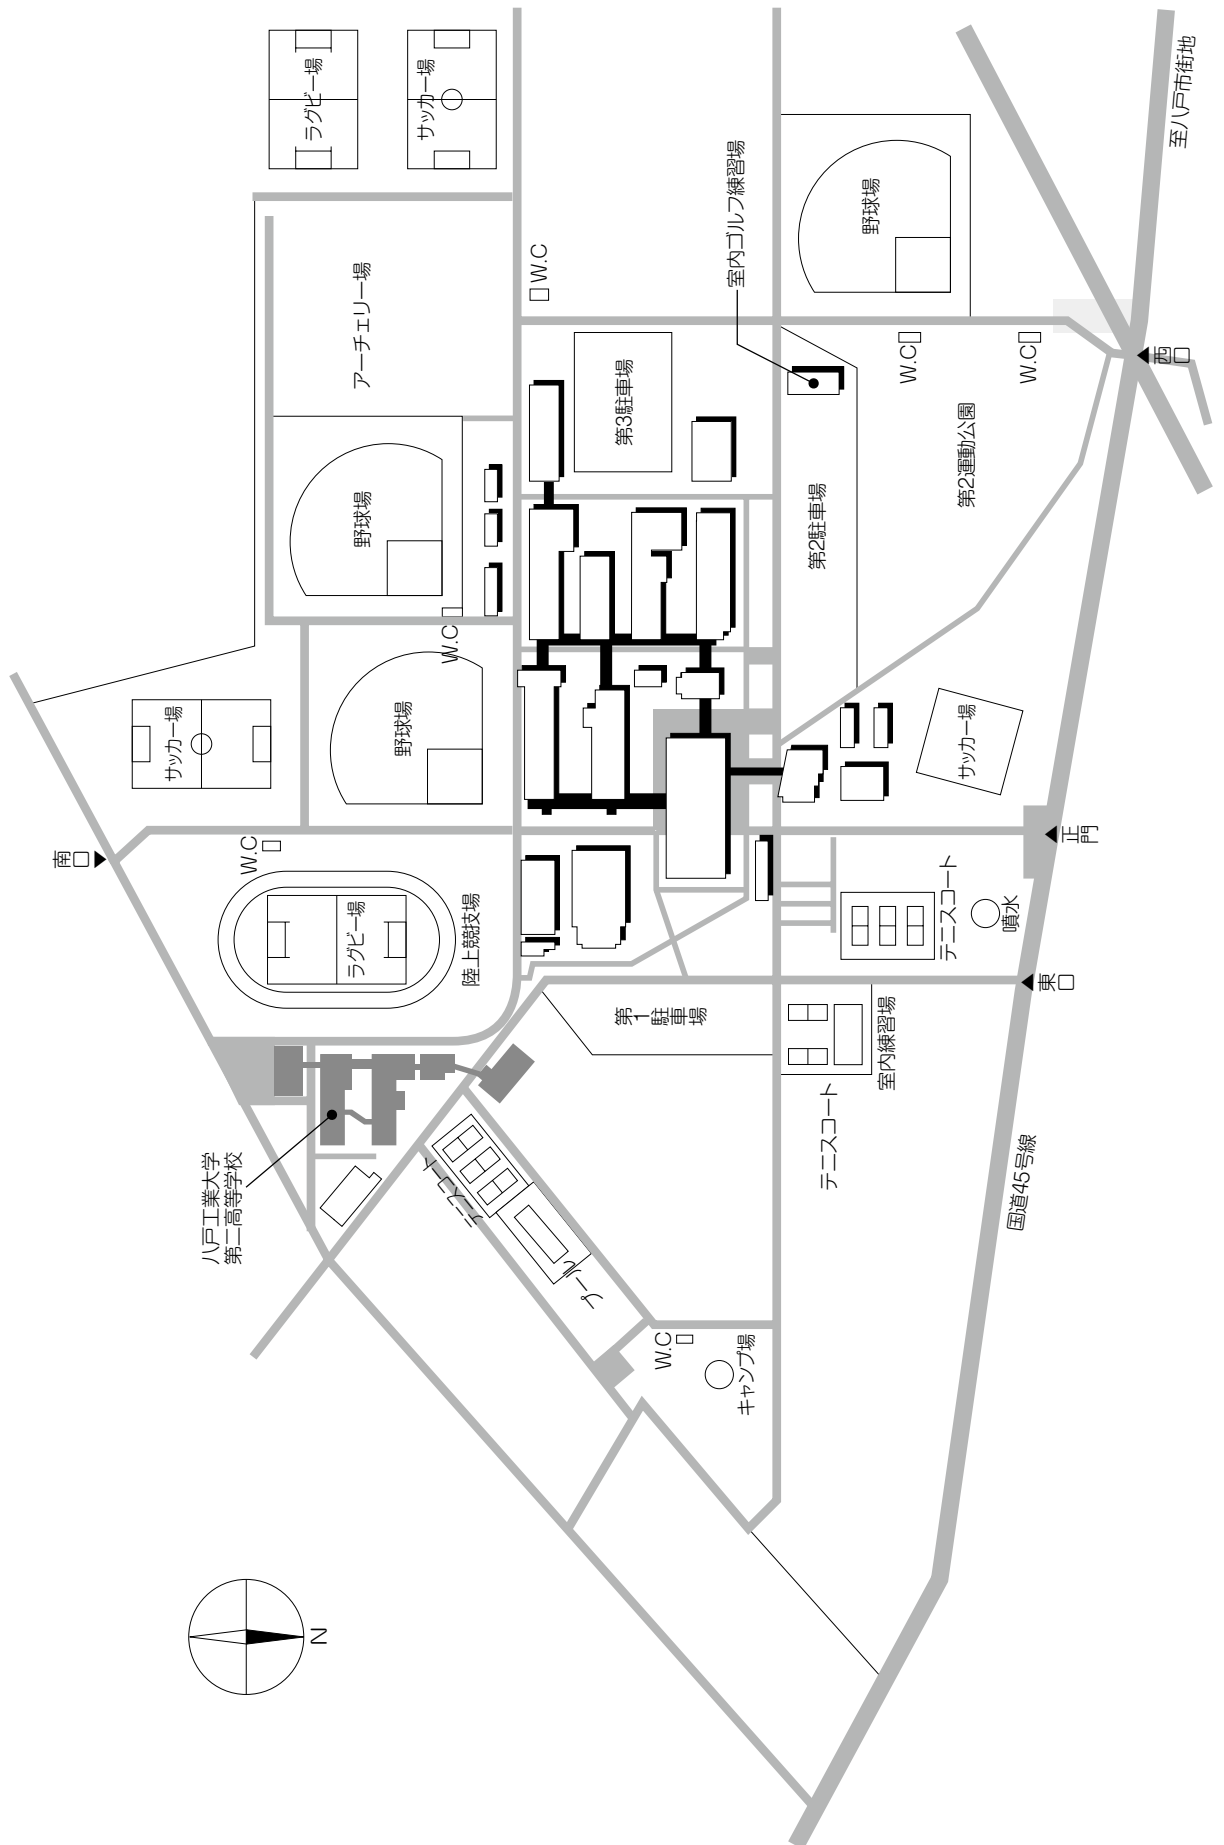 至八戸市街地
ラグビー場
サッカー場
室内ゴルフ練習場
野球場
アーチェリー場
W.C
W.C
W.C
西口
第3駐車場
第2運動公園
野球場
第2駐車場
W.C
サッカー場
野球場
サッカー場
南口
W.C
正門
テニスコート
噴水
ラグビー場
陸上競技場
東口
第1駐車場
室内練習場
テニスコート
八戸工業大学
第二高等学校
テニスコート
国道45号線
プール
W.C
キャンプ場
N